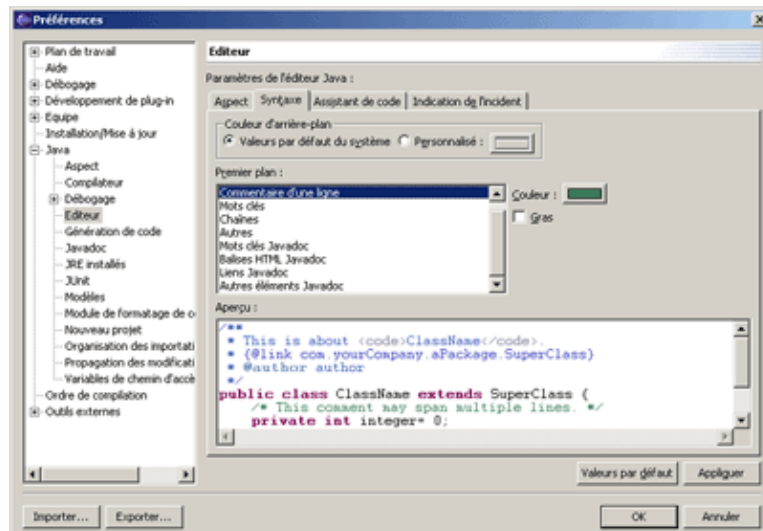 Préférences
Plan de travail
Aide
Débogage
Développement de plug-in
Equipe
Installation/Mise à jour
Java
Aspect
Compilateur
Débogage
Editeur
Génération de code
Javadoc
JRE installés
JUnit
Modèles
Module de formatage de c
Nouveau projet
Organisation des importati
Propagation des modificati
Variables de chemin d'accè
Ordre de compilation
Outils externes
Editeur
Paramètres de l'éditeur Java :
Aspect Syntaxe Assistant de code Indication de l'incident
Couleur d'arrière-plan
Valeurs par défaut du système Personnalisé :
Premier plan :
Commentaire d'une ligne
Mots clés
Chaînes
Autres
Mots clés Javadoc
Balises HTML Javadoc
Liens Javadoc
Autres éléments Javadoc
Couleur :
Gras
Aperçu :
/**
* This is about <code>ClassName</code>.
* {@link com.yourCompany.aPackage.SuperClass}
* @author author
*/
public class ClassName extends SuperClass {
/* This comment may span multiple lines. */
private int integer= 0;
Valeurs par défaut Appliquer
Importer... Exporter... OK Annuler